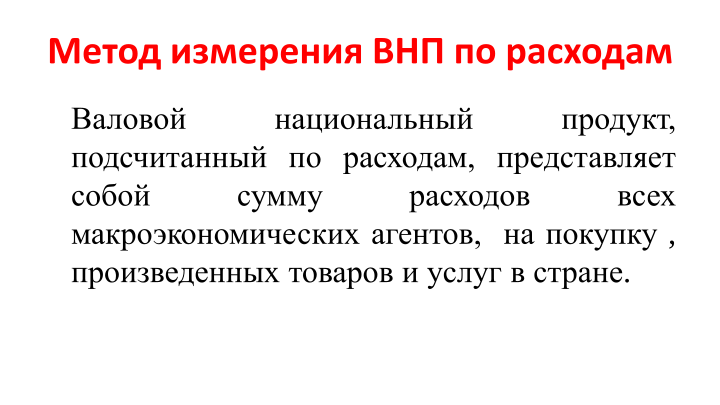 Метод измерения ВНП по расходам
Валовой национальный продукт,
подсчитанный по расходам, представляет
собой сумму расходов всех
макроэкономических агентов,  на покупку ,
произведенных товаров и услуг в стране.